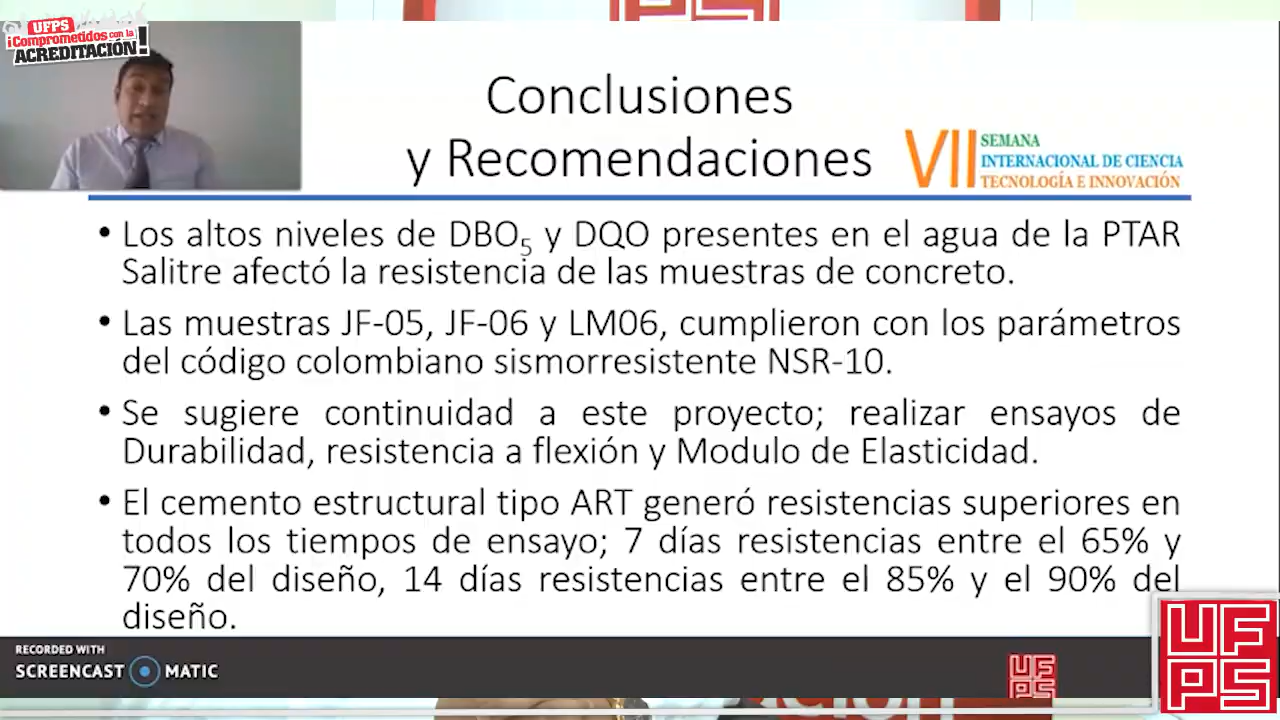 UFPS
¡Comprometidos con la
ACREDITACIÓN!
Conclusiones
y Recomendaciones
VII SEMANA
INTERNACIONAL DE CIENCIA
TECNOLOGÍA E INNOVACIÓN
• Los altos niveles de DBO₅ y DQO presentes en el agua de la PTAR
Salitre afectó la resistencia de las muestras de concreto.
• Las muestras JF-05, JF-06 y LM06, cumplieron con los parámetros
del código colombiano sismorresistente NSR-10.
• Se sugiere continuidad a este proyecto; realizar ensayos de
Durabilidad, resistencia a flexión y Modulo de Elasticidad.
• El cemento estructural tipo ART generó resistencias superiores en
todos los tiempos de ensayo; 7 días resistencias entre el 65% y
70% del diseño, 14 días resistencias entre el 85% y el 90% del
diseño.
RECORDED WITH
SCREENCAST MATIC
UFPS
UFPS